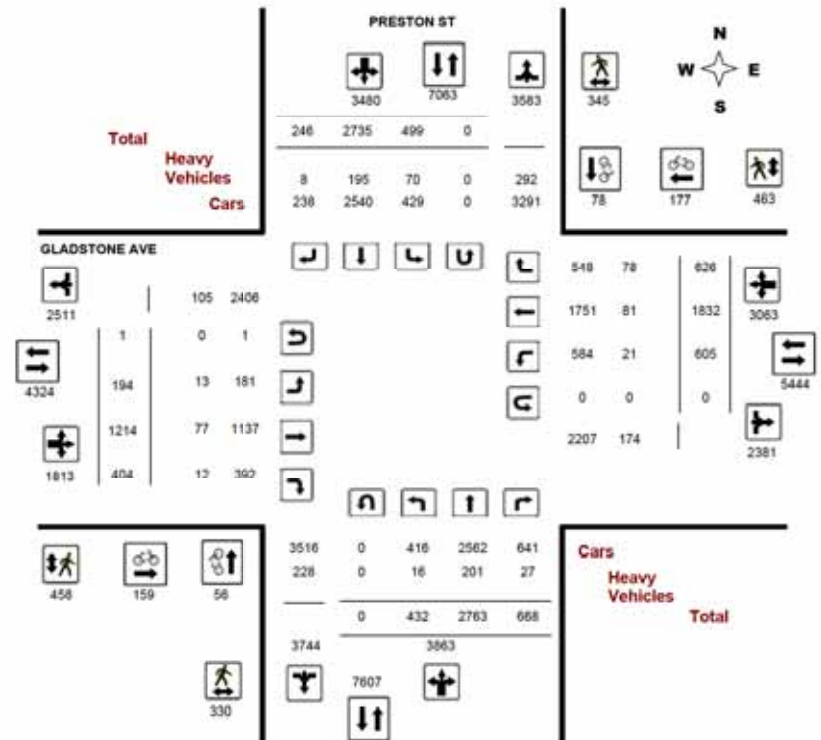 PRESTON ST
N
W E
S
3480 7063 3583 345
246 2735 499 0
Total
Heavy
Vehicles
8 195 70 0 292
Cars
238 2540 429 0 3291
78 177 463
GLADSTONE AVE
2511
105 2406
1 0 1
4324
194 13 181
1214 77 1137
1813
404 12 392
549 78 626
1751 81 1832
3063
584 21 605
0 0 0
5444
2207 174
2381
458 159 56
330
3516 0 416 2562 641
228 0 16 201 27
0 432 2763 668
3744 3863
7607
Cars
Heavy
Vehicles
Total